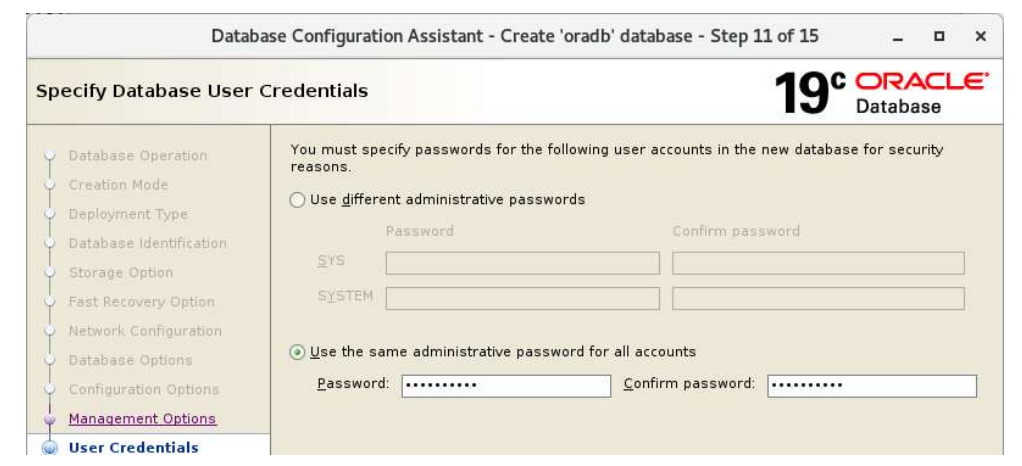 Database Configuration Assistant - Create 'oradb' database - Step 11 of 15
Specify Database User Credentials
19c ORACLE
Database
Database Operation
Creation Mode
Deployment Type
Database Identification
Storage Option
Fast Recovery Option
Network Configuration
Database Options
Configuration Options
Management Options
User Credentials
You must specify passwords for the following user accounts in the new database for security
reasons.
Use different administrative passwords
Password Confirm password
SYS
SYSTEM
Use the same administrative password for all accounts
Password: •••••••••• Confirm password: ••••••••••